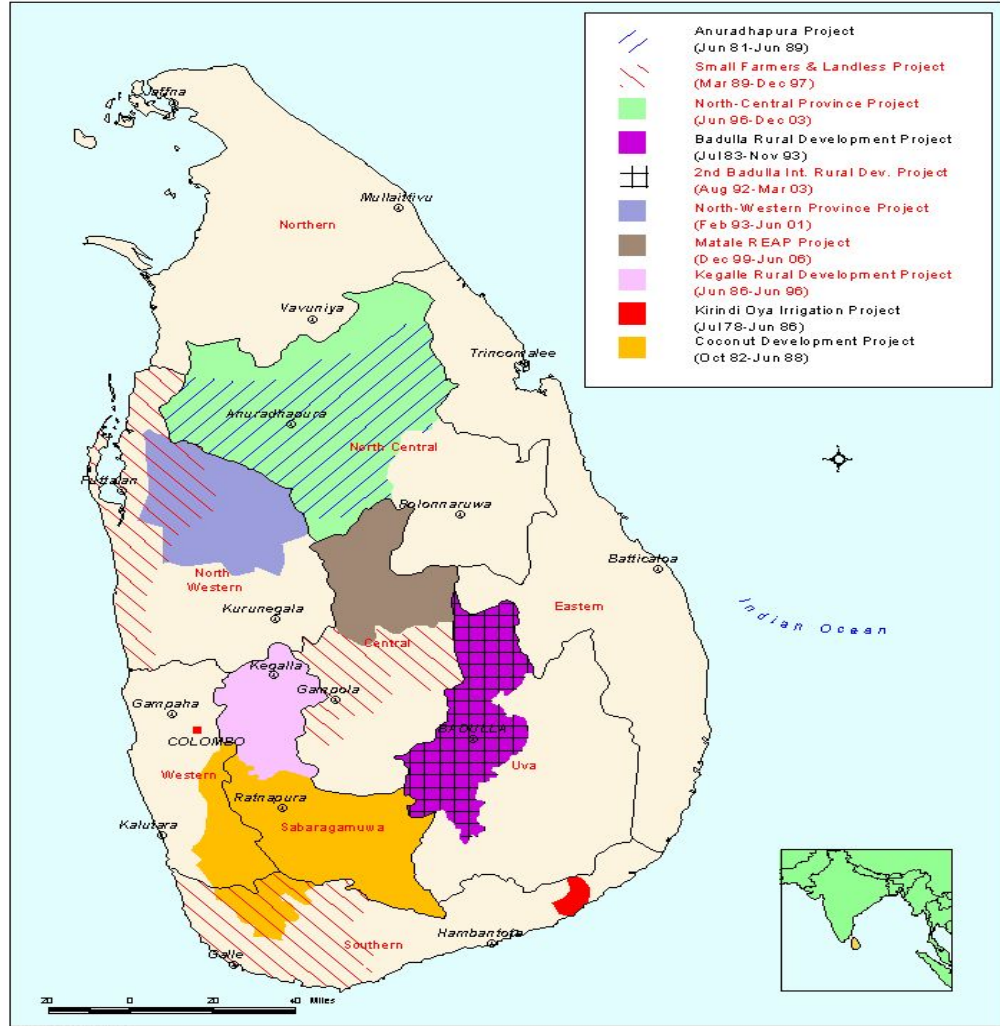 Anuradhapura Project
(Jun 81-Jun 89)
Small Farmers & Landless Project
(Mar 89-Dec 97)
North-Central Province Project
(Jun 96-Dec 03)
Badulla Rural Development Project
(Jul 83-Nov 93)
2nd Badulla Int. Rural Dev. Project
(Aug 92-Mar 03)
North-Western Province Project
(Feb 93-Jun 01)
Matale REAP Project
(Dec 99-Jun 06)
Kegalle Rural Development Project
(Jun 86-Jun 96)
Kirindi Oya Irrigation Project
(Jul 78-Jun 86)
Coconut Development Project
(Oct 82-Jun 88)
Jaffna
Mullaittivu
Northern
Vavuniya
Trincomalee
Anuradhapura
North Central
Puttalan
Polonnaruwa
Batticaloa
North
Western
Eastern
Indian Ocean
Kurunegala
Central
Kegalla
Gampola
Gampaha
COLOMBO
BADULLA
Uva
Western
Ratnapura
Sabaragamuwa
Kalutara
Hambantota
Southern
Galle
20 0 20 40 Miles